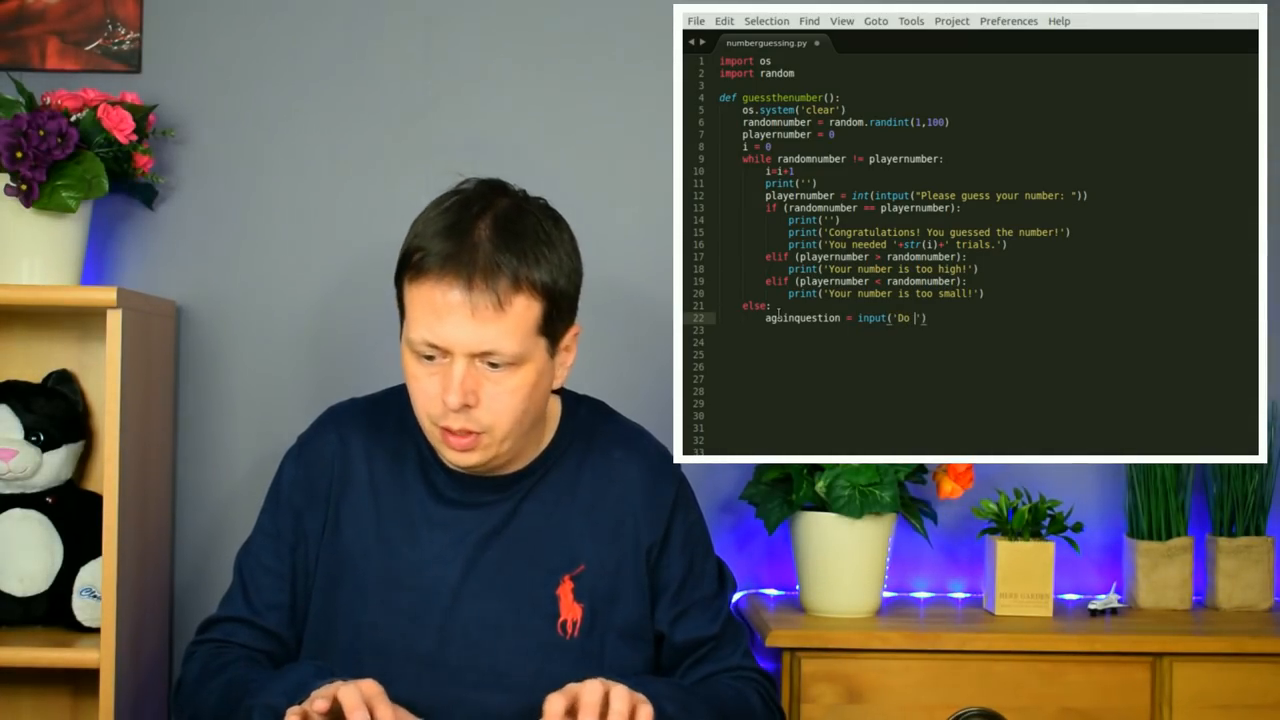 File Edit Selection Find View Goto Tools Project Preferences Help
numberguessing.py
1 import os
2 import random
3
4 def guessthenumber():
5 os.system('clear')
6 randomnumber = random.randint(1,100)
7 playernumber = 0
8 i = 0
9 while randomnumber != playernumber:
10 i=i+1
11 print('')
12 playernumber = int(intput("Please guess your number: "))
13 if (randomnumber == playernumber):
14 print('')
15 print('Congratulations! You guessed the number!')
16 print('You needed '+str(i)+' trials.')
17 elif (playernumber > randomnumber):
18 print('Your number is too high!')
19 elif (playernumber < randomnumber):
20 print('Your number is too small!')
21 else:
22 againquestion = input('Do ')
23
24
25
26
27
28
29
30
31
32
33
HERB GARDEN